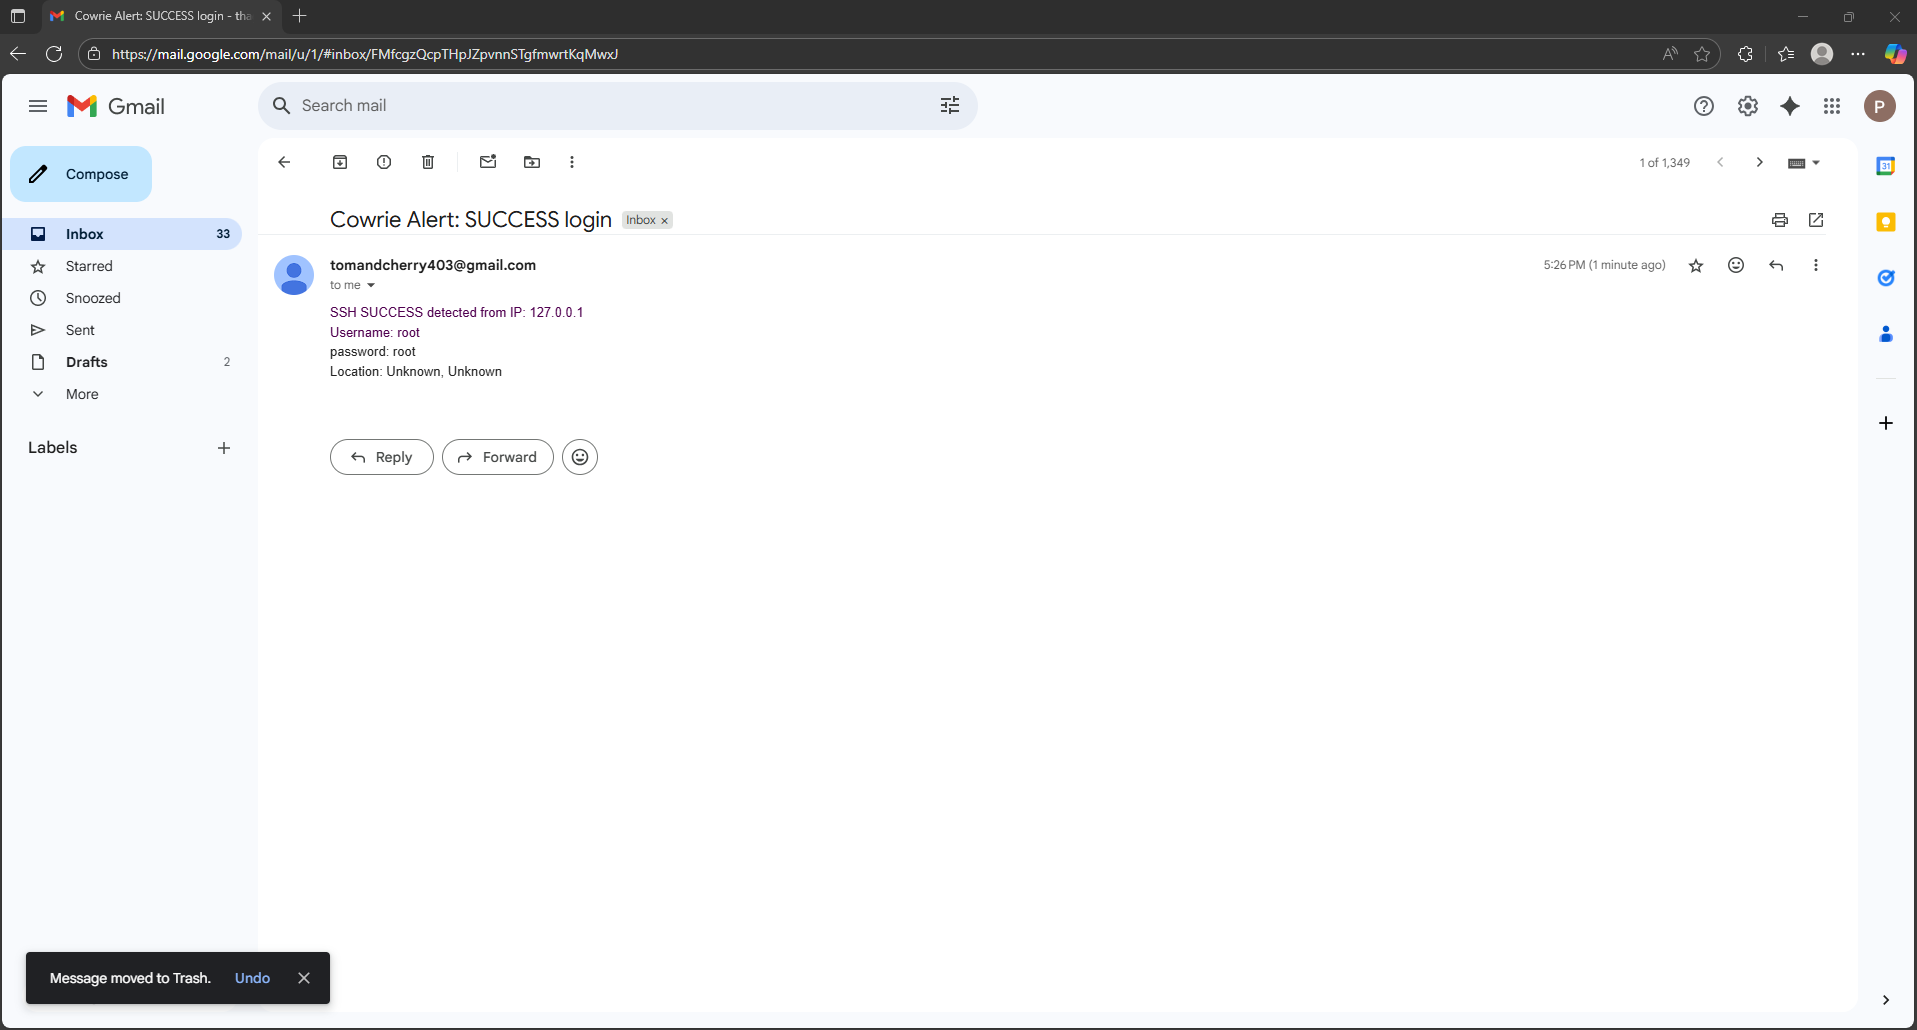 Cowrie Alert: SUCCESS login - tha
https://mail.google.com/mail/u/1/#inbox/FMfcgzQcpTHpJZpvnnSTgfmwrtKqMwxJ
Gmail
Search mail
P
Compose
1 of 1,349
31
Cowrie Alert: SUCCESS login
Inbox ×
Inbox 33
Starred
Snoozed
Sent
Drafts 2
More
Labels
tomandcherry403@gmail.com
5:26 PM (1 minute ago)
to me
SSH SUCCESS detected from IP: 127.0.0.1
Username: root
password: root
Location: Unknown, Unknown
Reply
Forward
Message moved to Trash. Undo